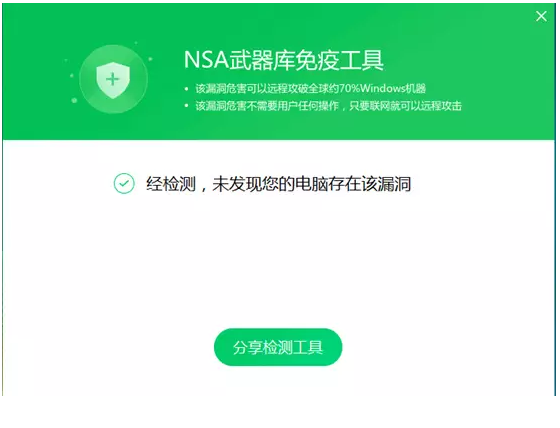 NSA武器库免疫工具
• 该漏洞危害可以远程攻破全球约70%Windows机器
• 该漏洞危害不需要用户任何操作，只要联网就可以远程攻击
经检测，未发现您的电脑存在该漏洞
分享检测工具